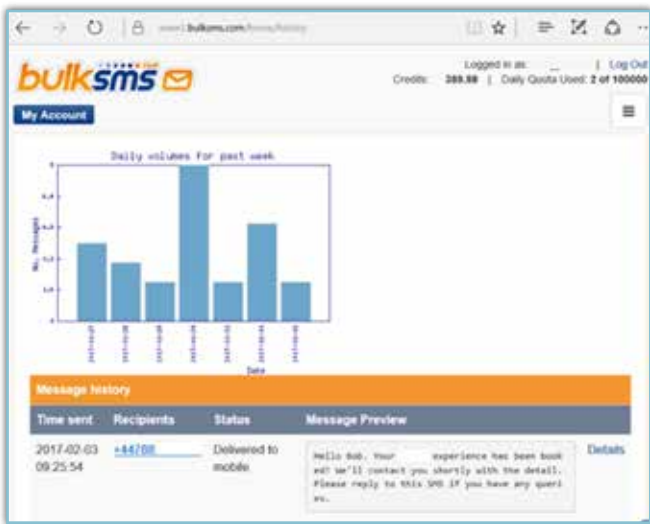 bulksms.com
bulksms
Logged in as: | Log Out
Credits: | Daily Quota Used: 2 of 100000
My Account
Daily volumes for past week
No. Messages
Date
Message history
Time sent Recipients Status Message Preview
2017-02-03 +44788 Delivered to Hello Bob. Your experience has been book Details
09:25:54 mobile ed! We'll contact you shortly with the detail.
Please reply to this SMS if you have any queri
es.